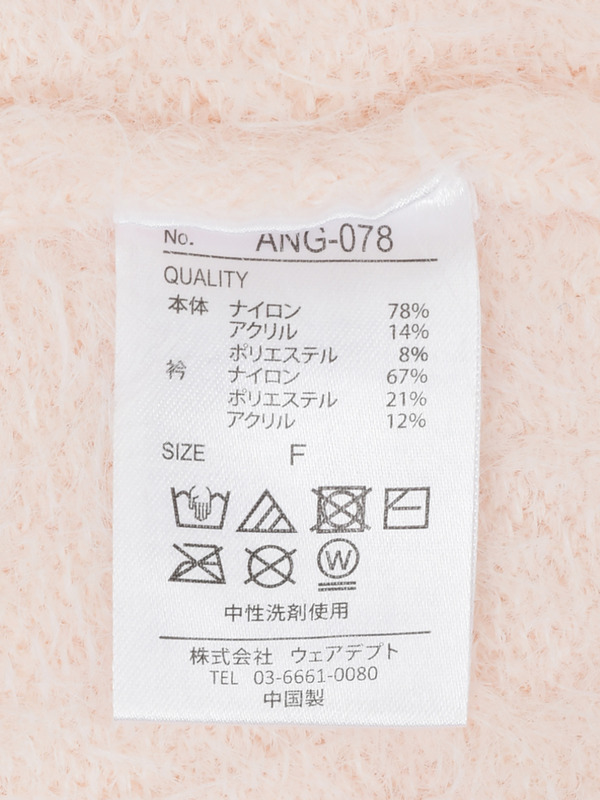 No. ANG-078
QUALITY
本体 ナイロン 78%
アクリル 14%
ポリエステル 8%
衿 ナイロン 67%
ポリエステル 21%
アクリル 12%
SIZE F
W
中性洗剤使用
株式会社 ウェアデプト
TEL 03-6661-0080
中国製